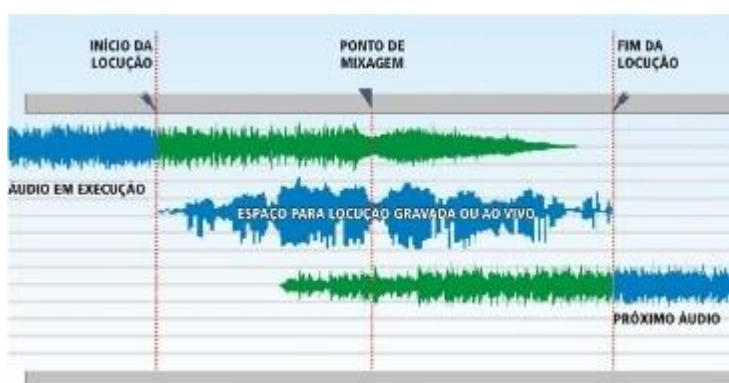 INÍCIO DA
LOCUÇÃO
PONTO DE
MIXAGEM
FIM DA
LOCUÇÃO
ÁUDIO EM EXECUÇÃO
ESPAÇO PARA LOCUÇÃO GRAVADA OU AO VIVO
PRÓXIMO ÁUDIO